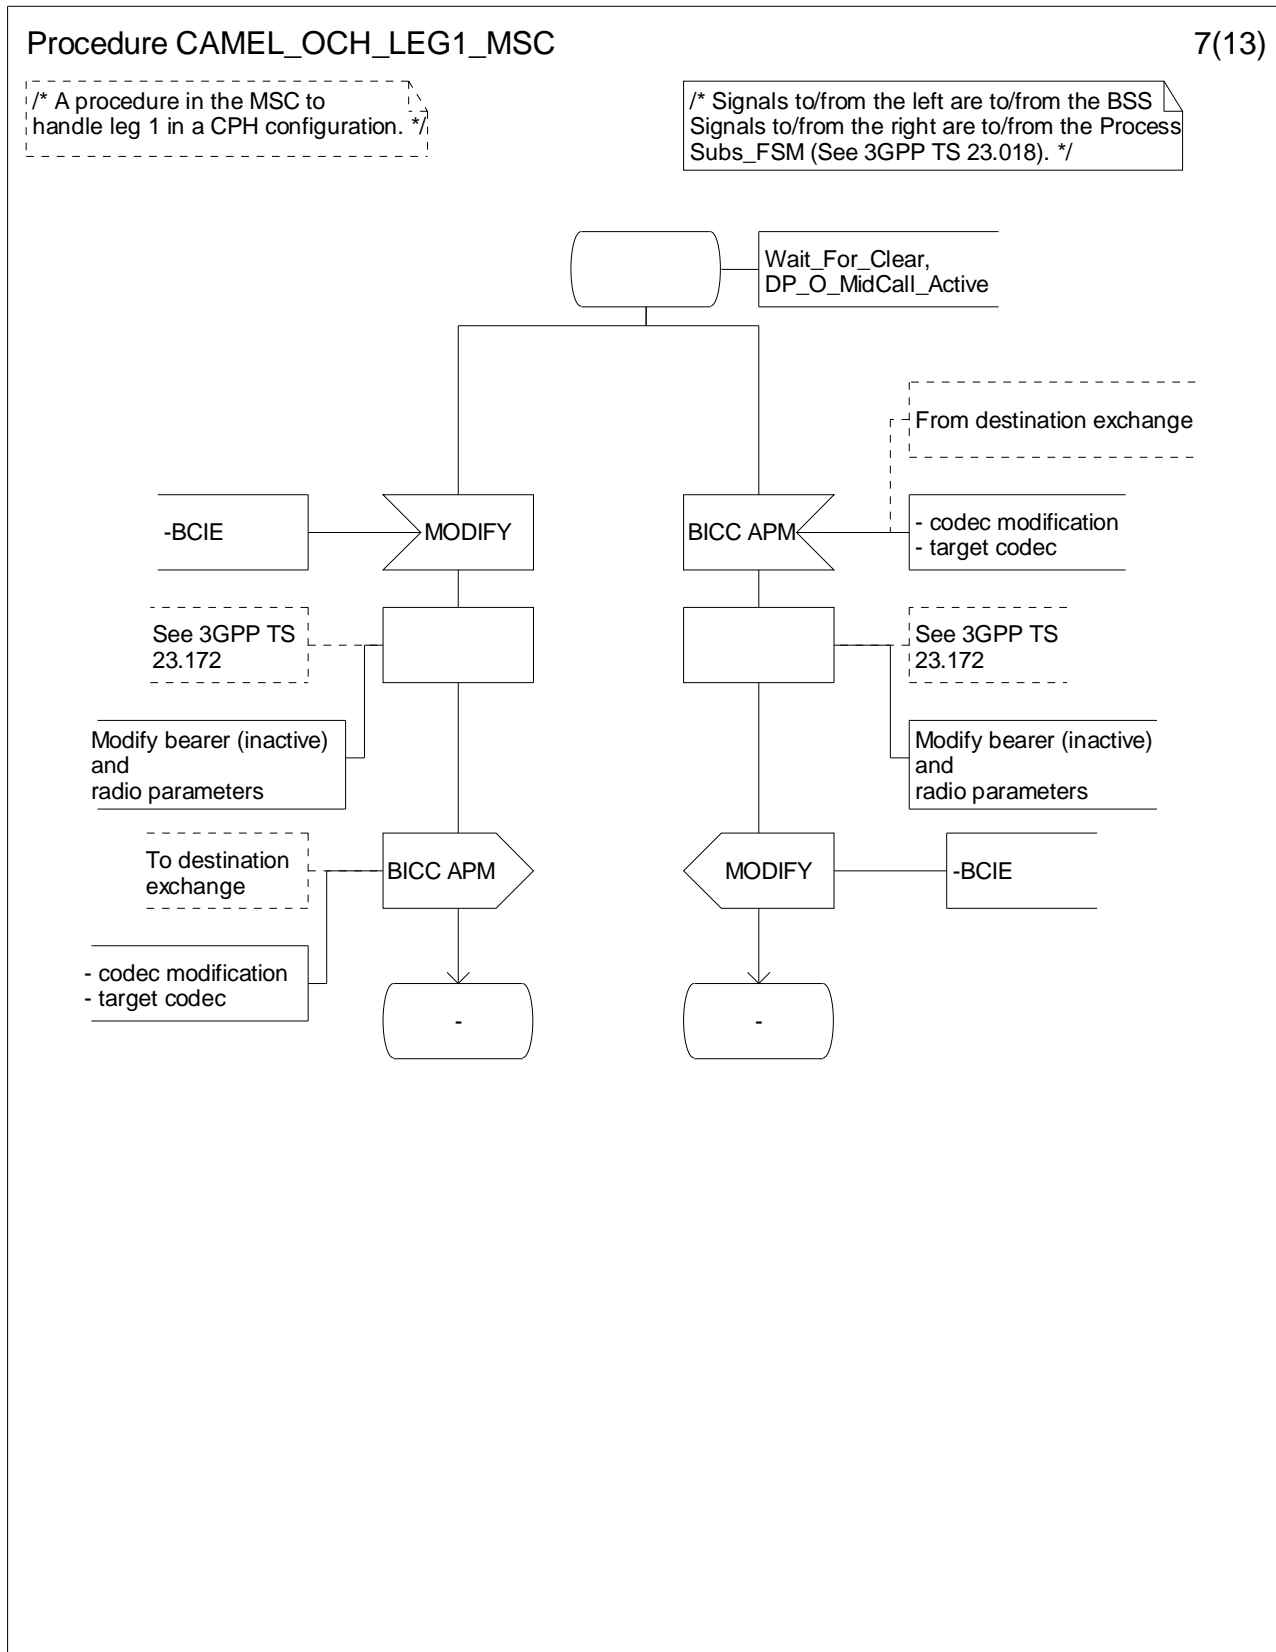 Procedure CAMEL_OCH_LEG1_MSC
7(13)
/* A procedure in the MSC to
handle leg 1 in a CPH configuration. */
/* Signals to/from the left are to/from the BSS
Signals to/from the right are to/from the Process
Subs_FSM (See 3GPP TS 23.018). */
Wait_For_Clear,
DP_O_MidCall_Active
From destination exchange
-BCIE
MODIFY
BICC APM
- codec modification
- target codec
See 3GPP TS
23.172
See 3GPP TS
23.172
Modify bearer (inactive)
and
radio parameters
Modify bearer (inactive)
and
radio parameters
To destination
exchange
BICC APM
MODIFY
-BCIE
- codec modification
- target codec
-
-